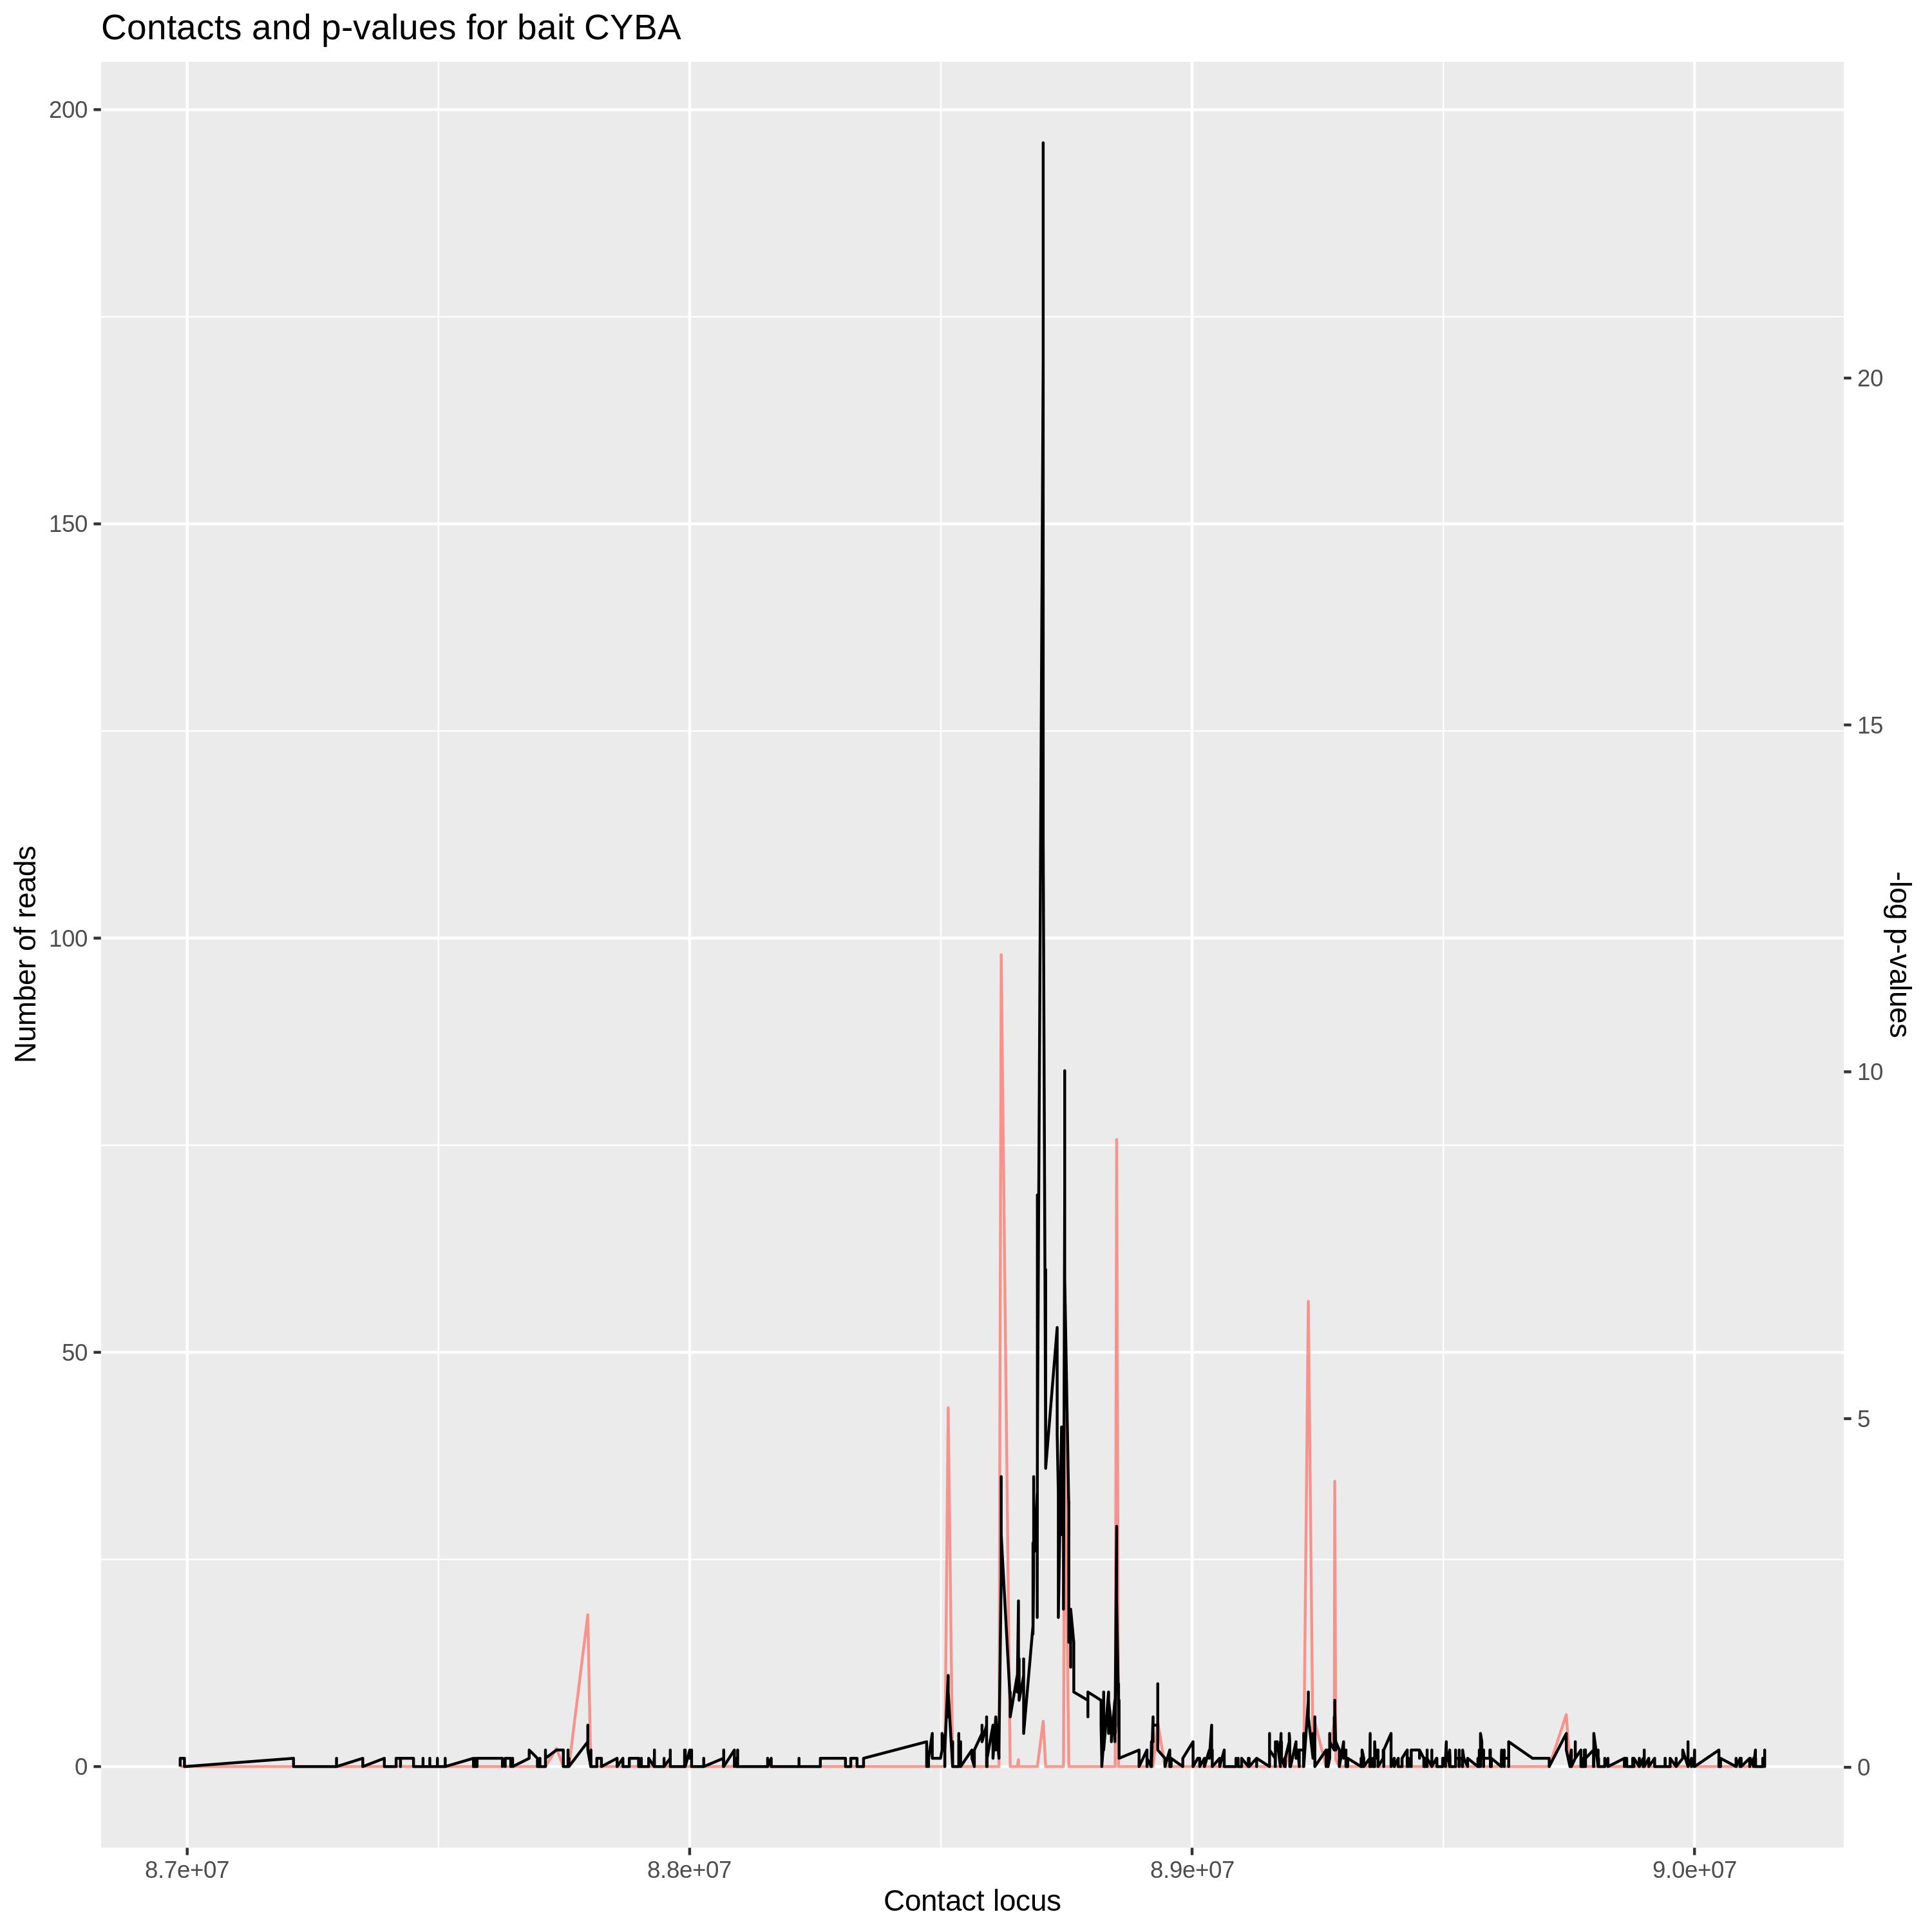 Contacts and p-values for bait CYBA
200
150
100
50
0
Number of reads
20
15
10
5
0
-log p-values
8.7e+07 8.8e+07 8.9e+07 9.0e+07
Contact locus